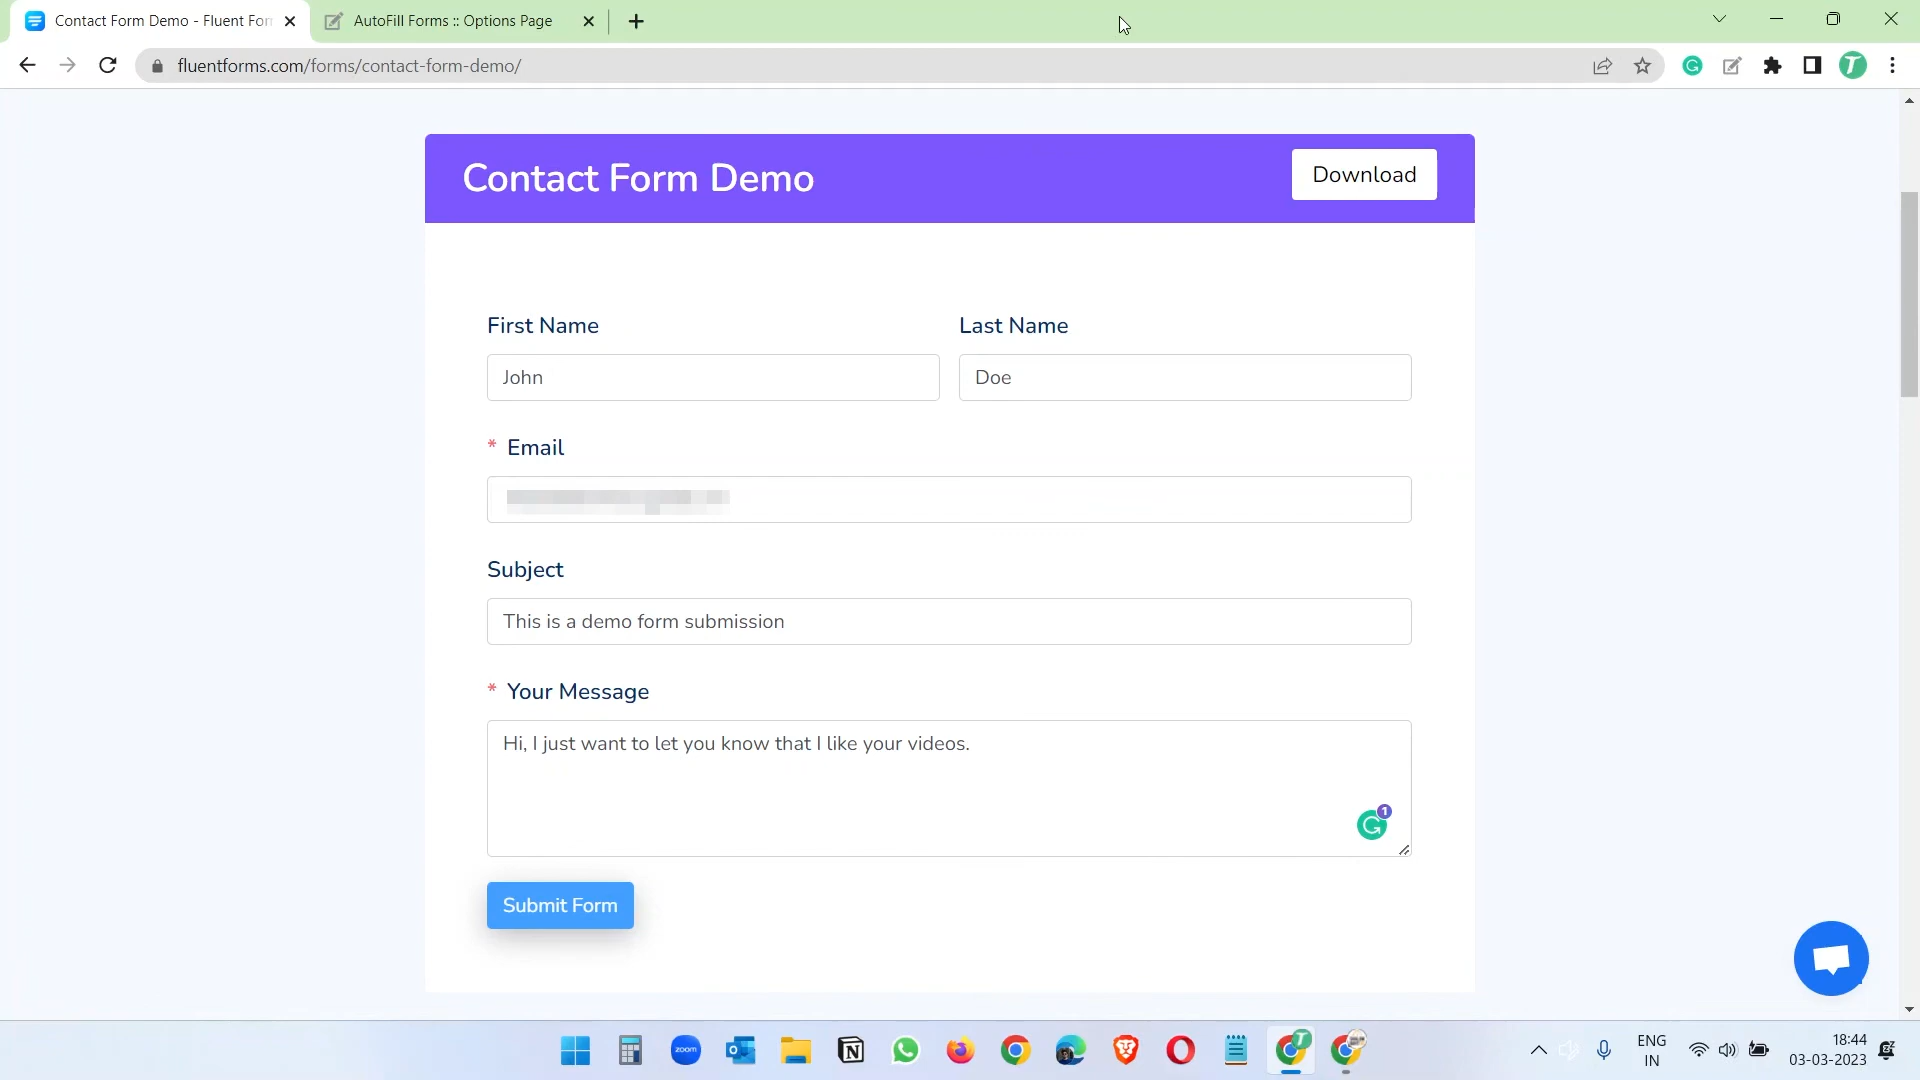 Contact Form Demo - Fluent For
AutoFill Forms :: Options Page
fluentforms.com/forms/contact-form-demo/
T
Contact Form Demo
Download
First Name
Last Name
John
Doe
* Email
Subject
This is a demo form submission
* Your Message
Hi, I just want to let you know that I like your videos.
1
Submit Form
zoom
ENG
IN
18:44
03-03-2023